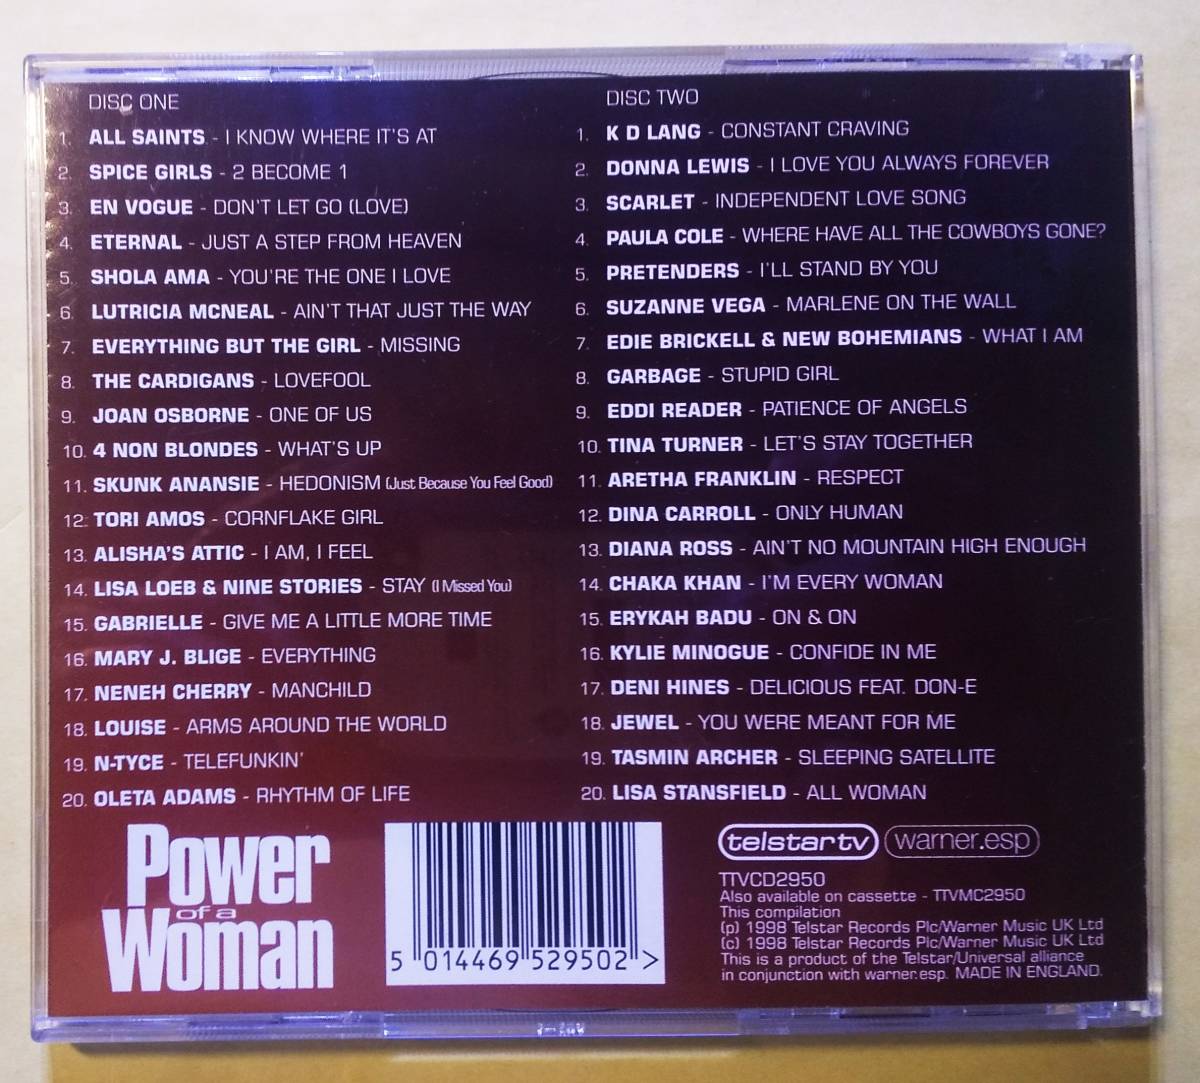 DISC ONE
1. ALL SAINTS - I KNOW WHERE IT'S AT
2. SPICE GIRLS - 2 BECOME 1
3. EN VOGUE - DON'T LET GO (LOVE)
4. ETERNAL - JUST A STEP FROM HEAVEN
5. SHOLA AMA - YOU'RE THE ONE I LOVE
6. LUTRICIA MCNEAL - AIN'T THAT JUST THE WAY
7. EVERYTHING BUT THE GIRL - MISSING
8. THE CARDIGANS - LOVEFOOL
9. JOAN OSBORNE - ONE OF US
10. 4 NON BLONDES - WHAT'S UP
11. SKUNK ANANSIE - HEDONISM (Just Because You Feel Good)
12. TORI AMOS - CORNFLAKE GIRL
13. ALISHA'S ATTIC - I AM, I FEEL
14. LISA LOEB & NINE STORIES - STAY (I Missed You)
15. GABRIELLE - GIVE ME A LITTLE MORE TIME
16. MARY J. BLIGE - EVERYTHING
17. NENEH CHERRY - MANCHILD
18. LOUISE - ARMS AROUND THE WORLD
19. N-TYCE - TELEFUNKIN'
20. OLETA ADAMS - RHYTHM OF LIFE
DISC TWO
1. K D LANG - CONSTANT CRAVING
2. DONNA LEWIS - I LOVE YOU ALWAYS FOREVER
3. SCARLET - INDEPENDENT LOVE SONG
4. PAULA COLE - WHERE HAVE ALL THE COWBOYS GONE?
5. PRETENDERS - I'LL STAND BY YOU
6. SUZANNE VEGA - MARLENE ON THE WALL
7. EDIE BRICKELL & NEW BOHEMIANS - WHAT I AM
8. GARBAGE - STUPID GIRL
9. EDDI READER - PATIENCE OF ANGELS
10. TINA TURNER - LET'S STAY TOGETHER
11. ARETHA FRANKLIN - RESPECT
12. DINA CARROLL - ONLY HUMAN
13. DIANA ROSS - AIN'T NO MOUNTAIN HIGH ENOUGH
14. CHAKA KHAN - I'M EVERY WOMAN
15. ERYKAH BADU - ON & ON
16. KYLIE MINOGUE - CONFIDE IN ME
17. DENI HINES - DELICIOUS FEAT. DON-E
18. JEWEL - YOU WERE MEANT FOR ME
19. TASMIN ARCHER - SLEEPING SATELLITE
20. LISA STANSFIELD - ALL WOMAN
Power
of a
Woman
5 014469 529502 >
telstar tv warner.esp
TTVCD2950
Also available on cassette - TTVMC2950
This compilation
(p) 1998 Telstar Records Plc/Warner Music UK Ltd
(c) 1998 Telstar Records Plc/Warner Music UK Ltd
This is a product of the Telstar/Universal alliance
in conjunction with warner.esp. MADE IN ENGLAND.